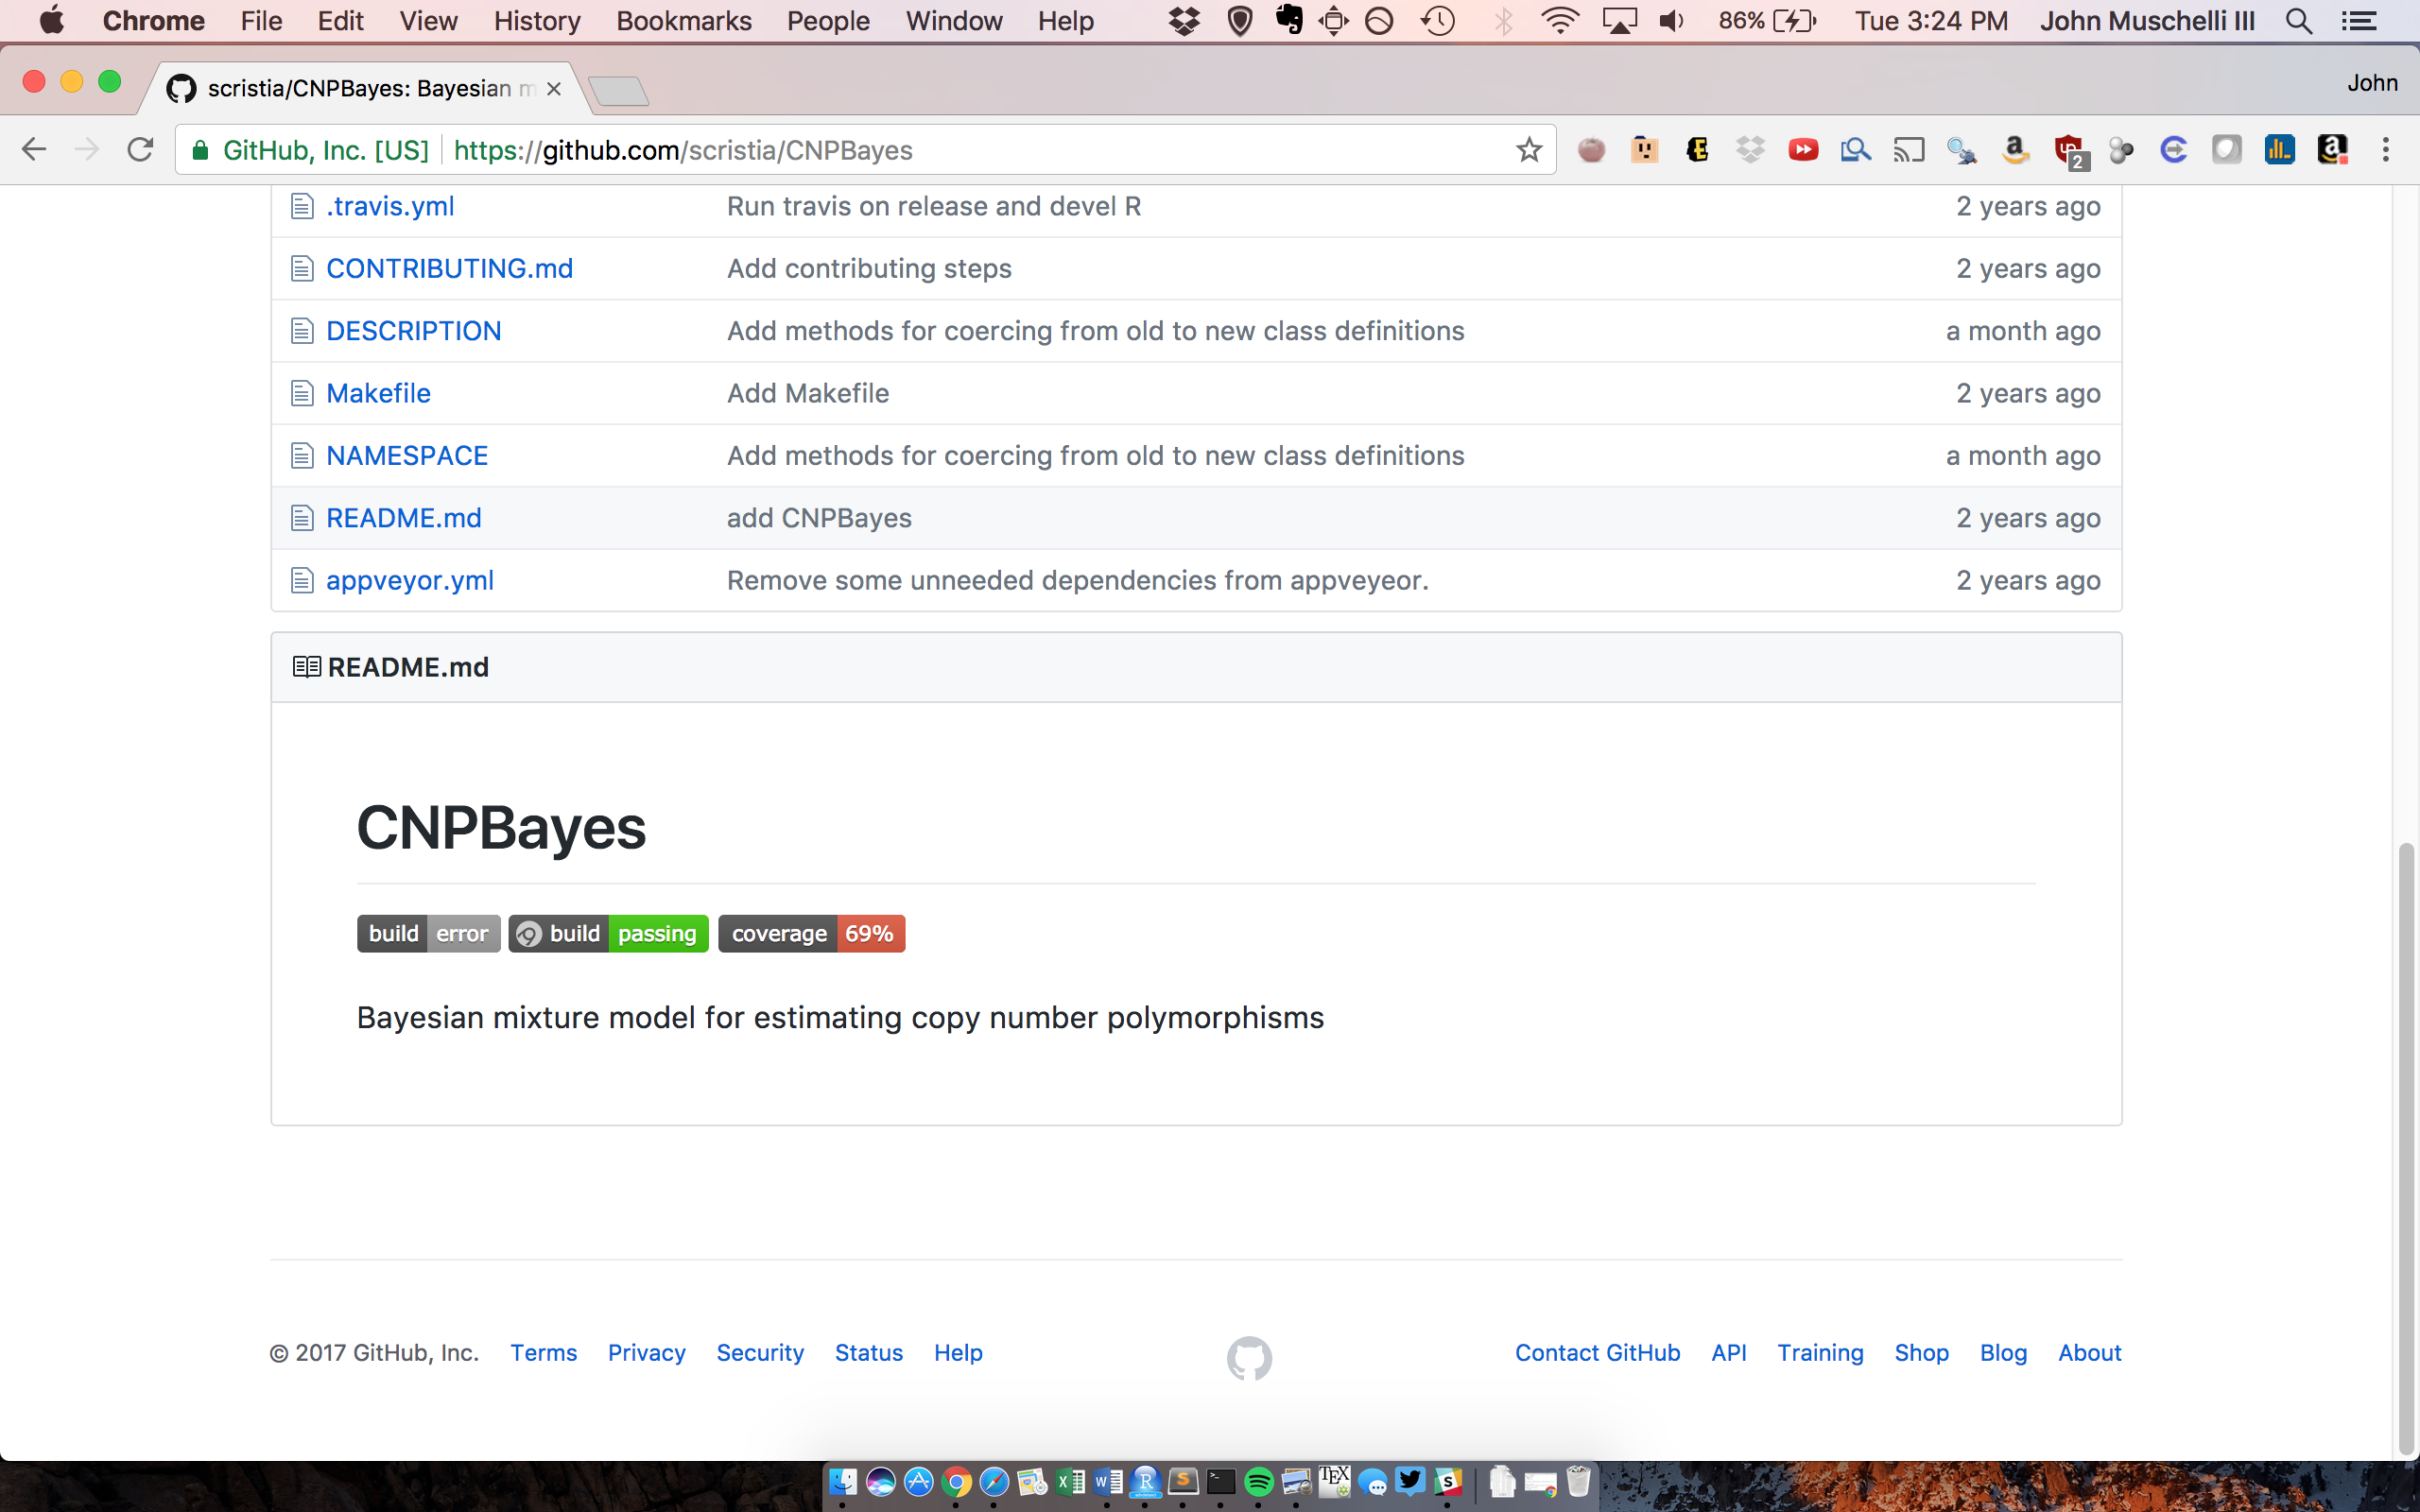 Chrome File Edit View History Bookmarks People Window Help 86% Tue 3:24 PM John Muschelli III
scristia/CNPBayes: Bayesian m John
GitHub, Inc. [US] https://github.com/scristia/CNPBayes 2
.travis.yml Run travis on release and devel R 2 years ago
CONTRIBUTING.md Add contributing steps 2 years ago
DESCRIPTION Add methods for coercing from old to new class definitions a month ago
Makefile Add Makefile 2 years ago
NAMESPACE Add methods for coercing from old to new class definitions a month ago
README.md add CNPBayes 2 years ago
appveyor.yml Remove some unneeded dependencies from appveyeor. 2 years ago
README.md
CNPBayes
build error build passing coverage 69%
Bayesian mixture model for estimating copy number polymorphisms
© 2017 GitHub, Inc. Terms Privacy Security Status Help Contact GitHub API Training Shop Blog About